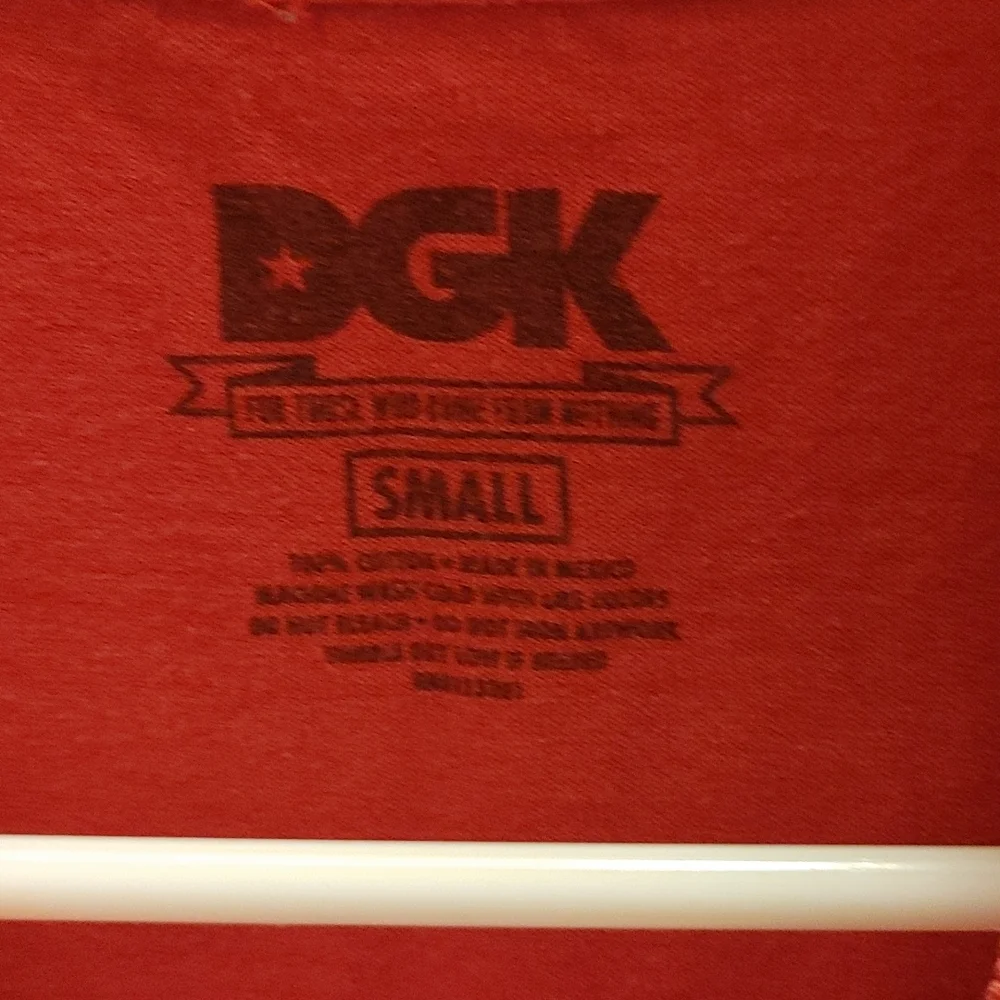 DGK
FOR THOSE WHO COME FROM NOTHING
SMALL
100% COTTON • MADE IN MEXICO
MACHINE WASH COLD WITH LIKE COLORS
DO NOT BLEACH • DO NOT IRON ARTWORK
TUMBLE DRY LOW IF NEEDED